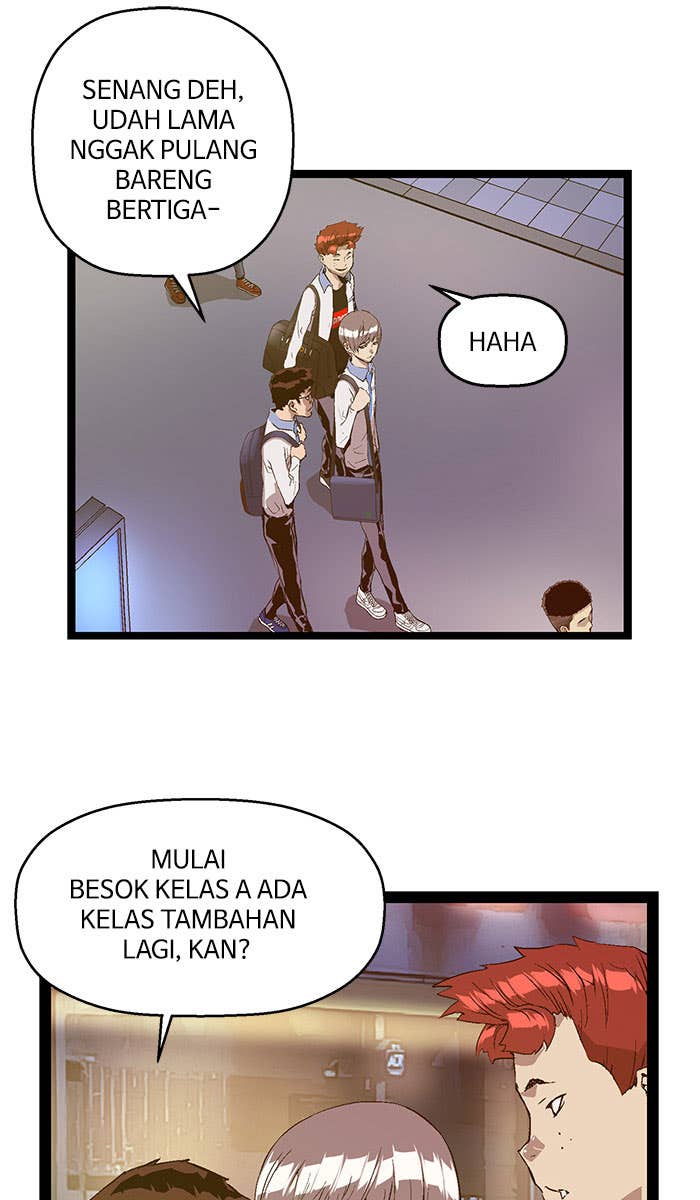 SENANG DEH,
UDAH LAMA
NGGAK PULANG
BARENG
BERTIGA-
HAHA
MULAI
BESOK KELAS A ADA
KELAS TAMBAHAN
LAGI, KAN?